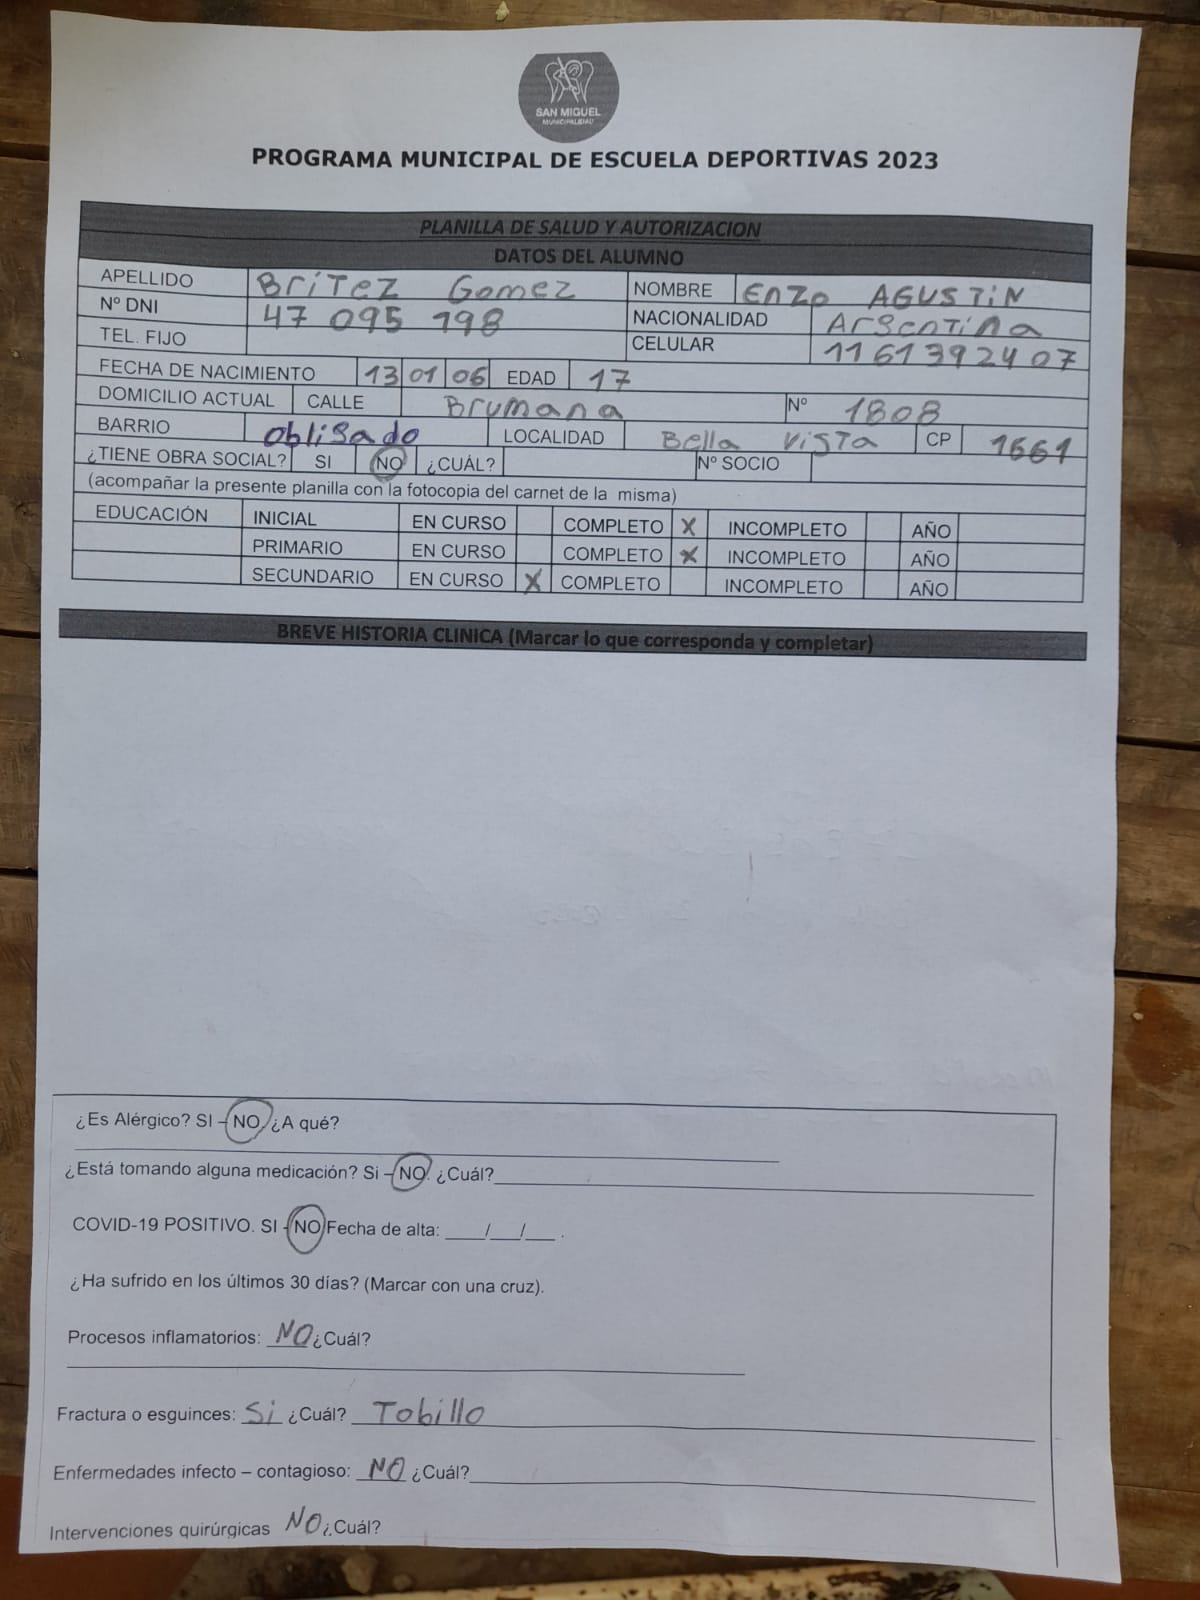 SAN MIGUEL
MUNICIPALIDAD
PROGRAMA MUNICIPAL DE ESCUELA DEPORTIVAS 2023
PLANILLA DE SALUD Y AUTORIZACION
DATOS DEL ALUMNO
APELLIDO Britez Gomez NOMBRE Enzo AGUSTIN
Nº DNI 47 095 798 NACIONALIDAD Argentina
TEL. FIJO CELULAR 1161392407
FECHA DE NACIMIENTO 13 01 06 EDAD 17
DOMICILIO ACTUAL CALLE Brumana Nº 1808
BARRIO Obligado LOCALIDAD Bella Vista CP 1661
¿TIENE OBRA SOCIAL? SI NO ¿CUÁL? Nº SOCIO
(acompañar la presente planilla con la fotocopia del carnet de la misma)
EDUCACIÓN INICIAL EN CURSO COMPLETO X INCOMPLETO AÑO
PRIMARIO EN CURSO COMPLETO X INCOMPLETO AÑO
SECUNDARIO EN CURSO X COMPLETO INCOMPLETO AÑO
BREVE HISTORIA CLINICA (Marcar lo que corresponda y completar)
¿Es Alérgico? SI – NO ¿A qué?
¿Está tomando alguna medicación? Si – NO. ¿Cuál?
COVID-19 POSITIVO. SI - NO Fecha de alta: ____/___/___ .
¿Ha sufrido en los últimos 30 días? (Marcar con una cruz).
Procesos inflamatorios: NO ¿Cuál?
Fractura o esguinces: Si ¿Cuál? Tobillo
Enfermedades infecto – contagioso: NO ¿Cuál?
Intervenciones quirúrgicas NO ¿Cuál?